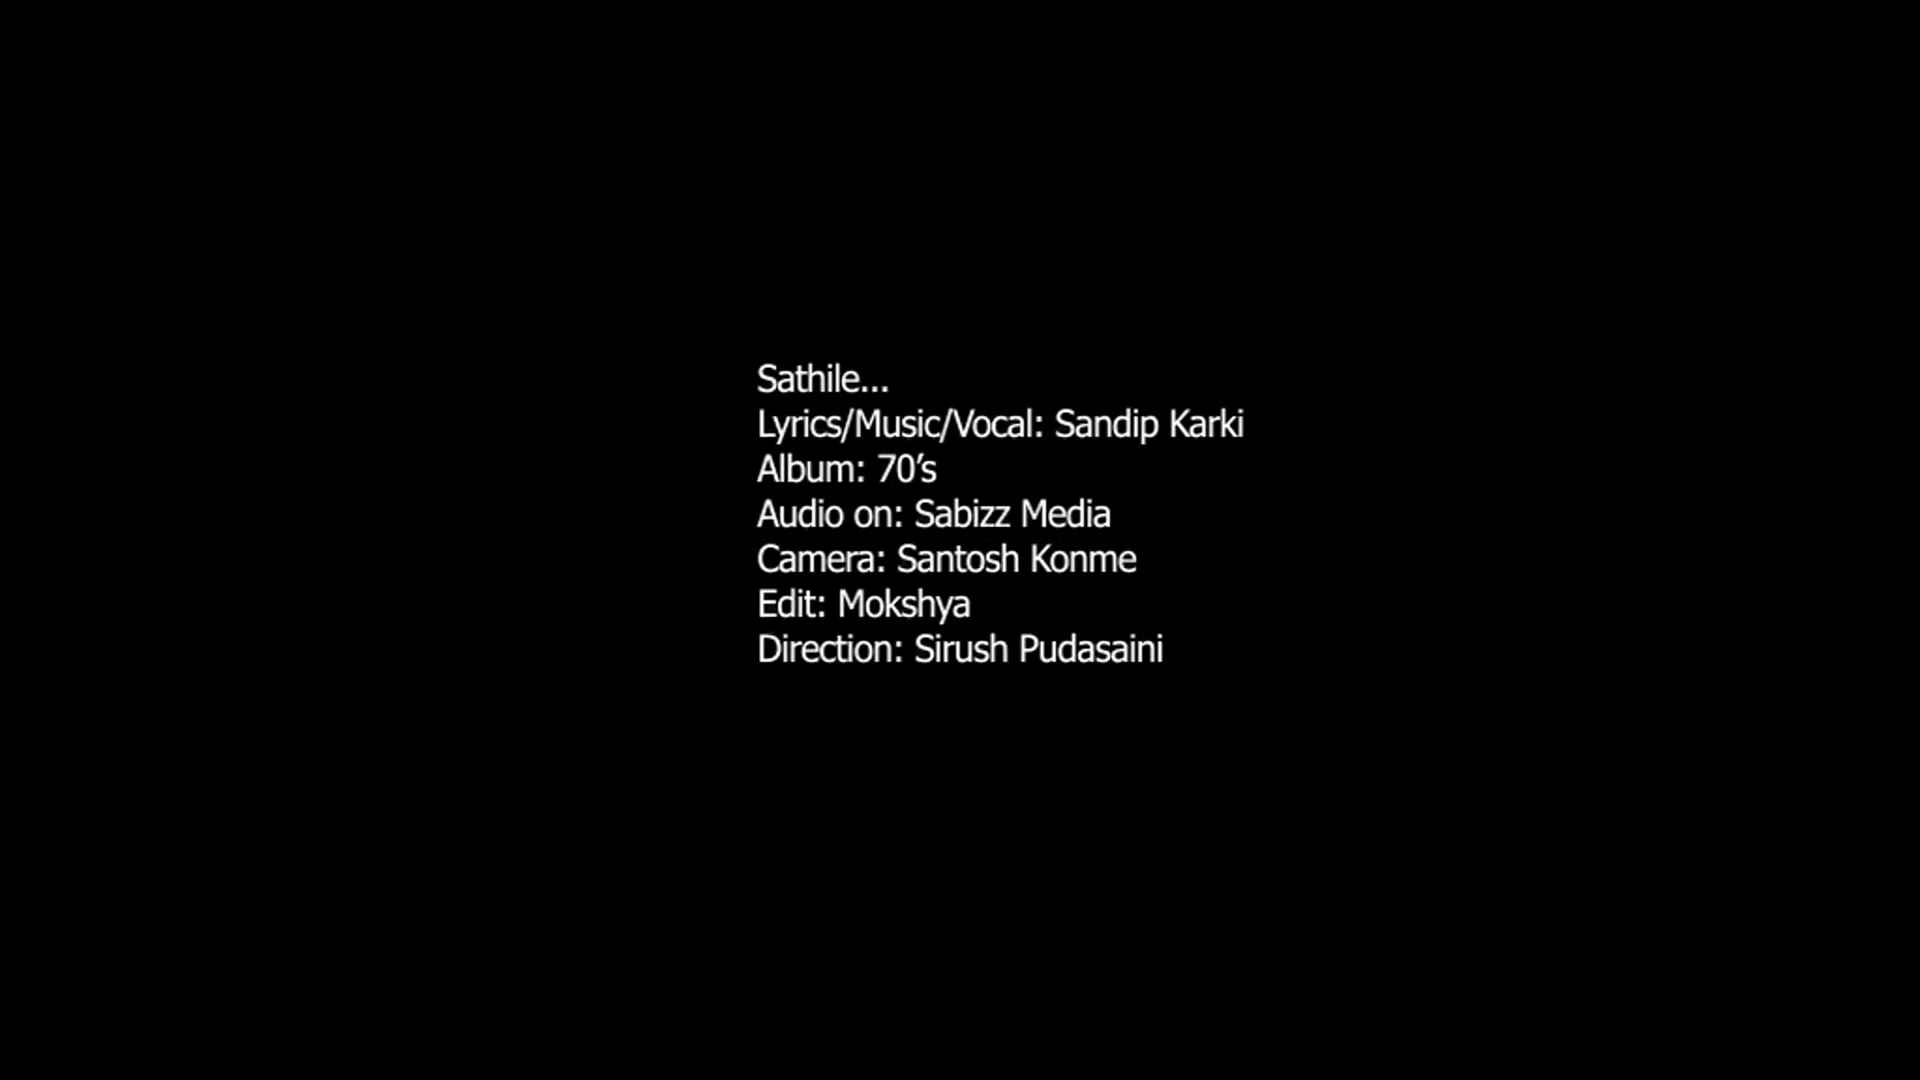 Sathile...
Lyrics/Music/Vocal: Sandip Karki
Album: 70’s
Audio on: Sabizz Media
Camera: Santosh Konme
Edit: Mokshya
Direction: Sirush Pudasaini